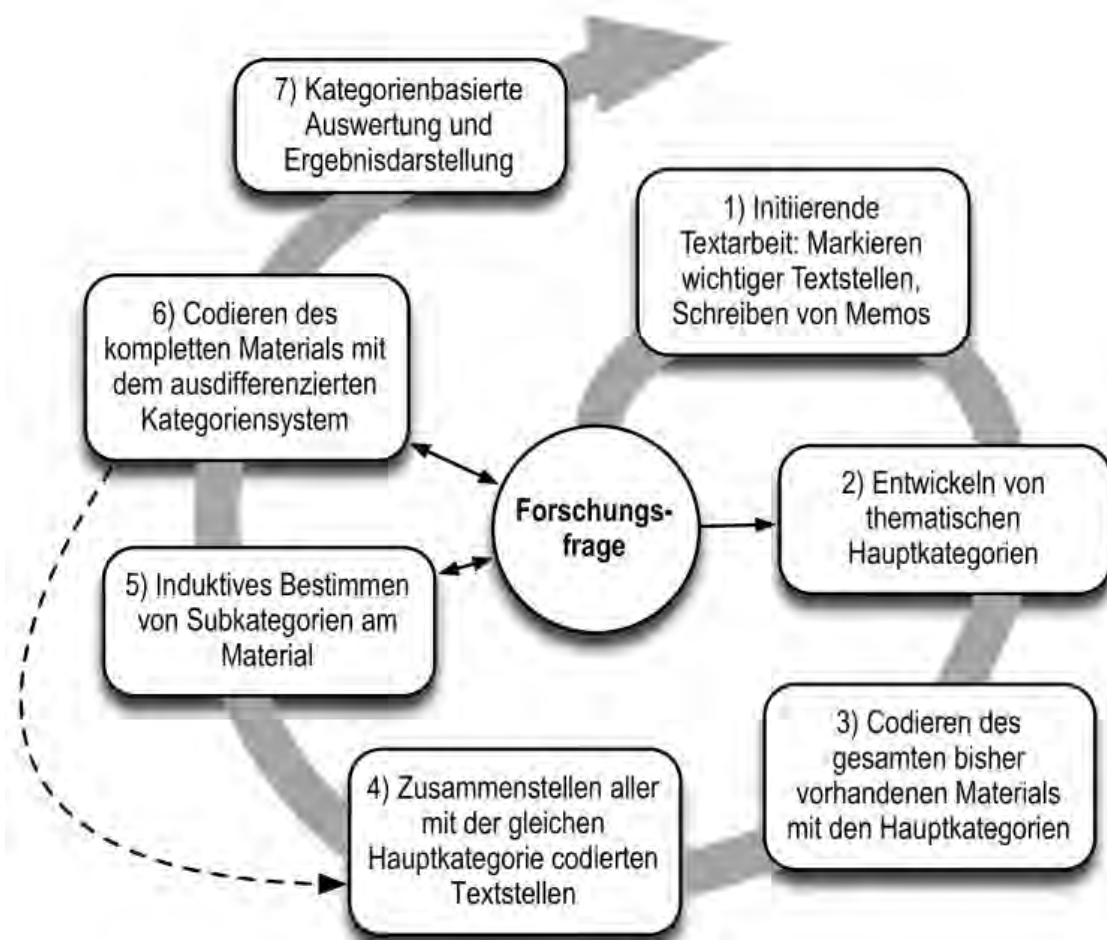 7) Kategorienbasierte
Auswertung und
Ergebnisdarstellung
1) Initiierende
Textarbeit: Markieren
wichtiger Textstellen,
Schreiben von Memos
6) Codieren des
kompletten Materials mit
dem ausdifferenzierten
Kategoriensystem
Forschungs-
frage
2) Entwickeln von
thematischen
Hauptkategorien
5) Induktives Bestimmen
von Subkategorien am
Material
3) Codieren des
gesamten bisher
vorhandenen Materials
mit den Hauptkategorien
4) Zusammenstellen aller
mit der gleichen
Hauptkategorie codierten
Textstellen